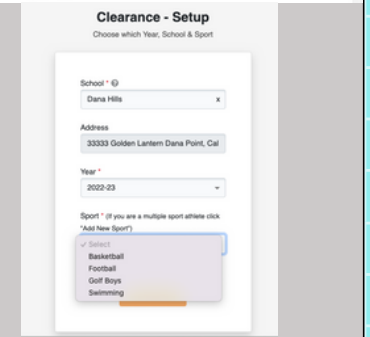 Clearance - Setup
Choose which Year, School & Sport
School *
Dana Hills x
Address
33333 Golden Lantern Dana Point, Cal
Year *
2022-23
Sport * (If you are a multiple sport athlete click
"Add New Sport")
✓ Select
Basketball
Football
Golf Boys
Swimming